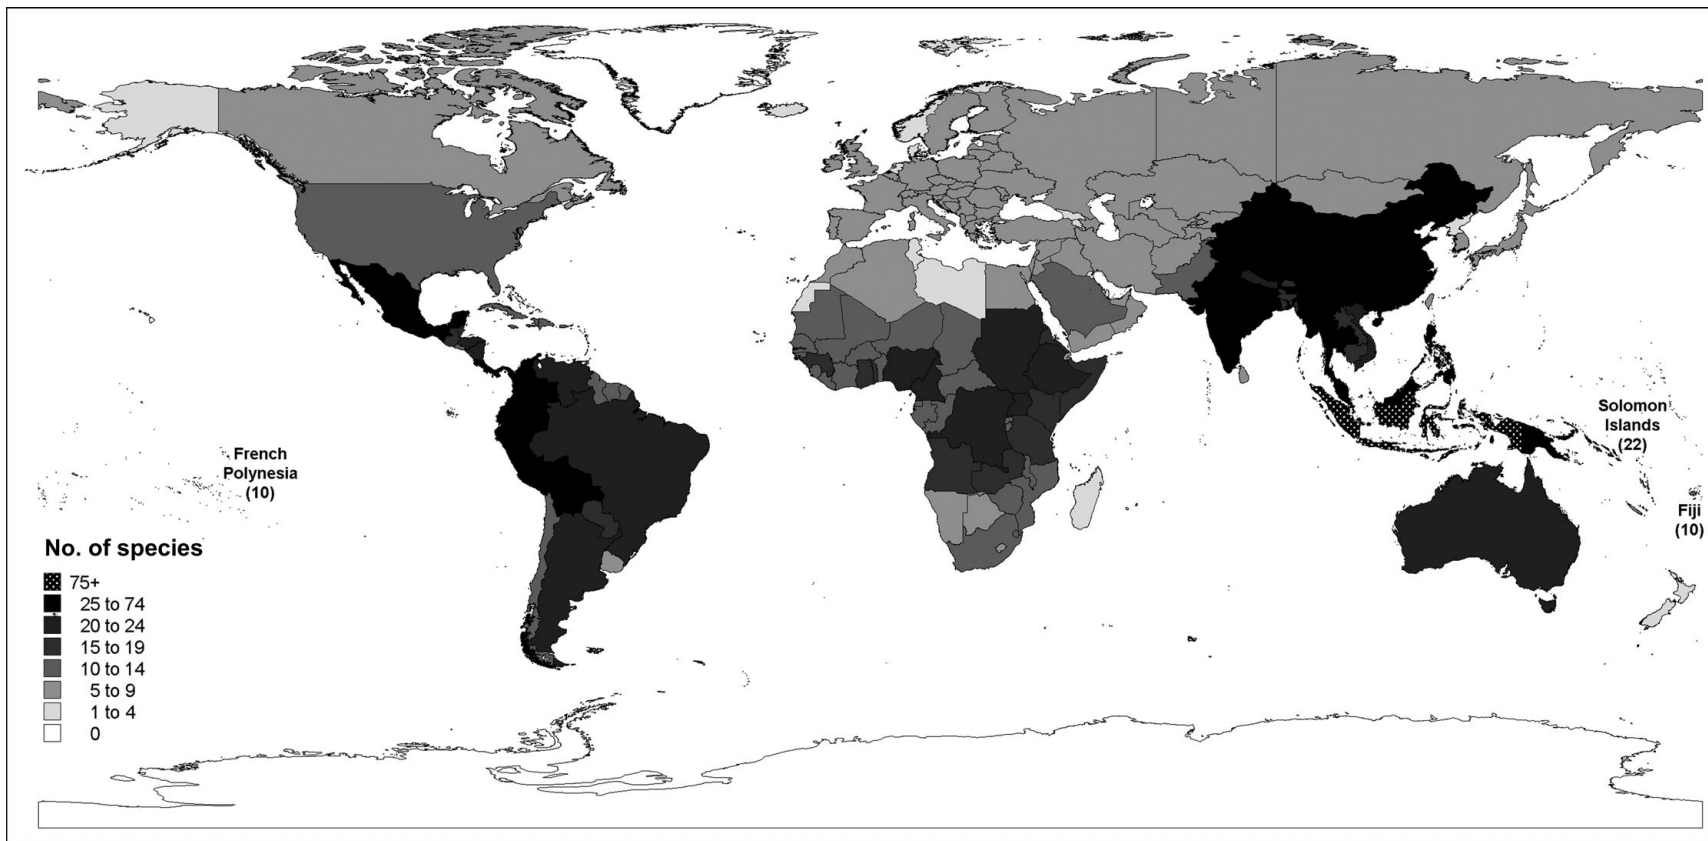 Solomon
Islands
(22)
French
Polynesia
(10)
Fiji
(10)
No. of species
75+
25 to 74
20 to 24
15 to 19
10 to 14
5 to 9
1 to 4
0